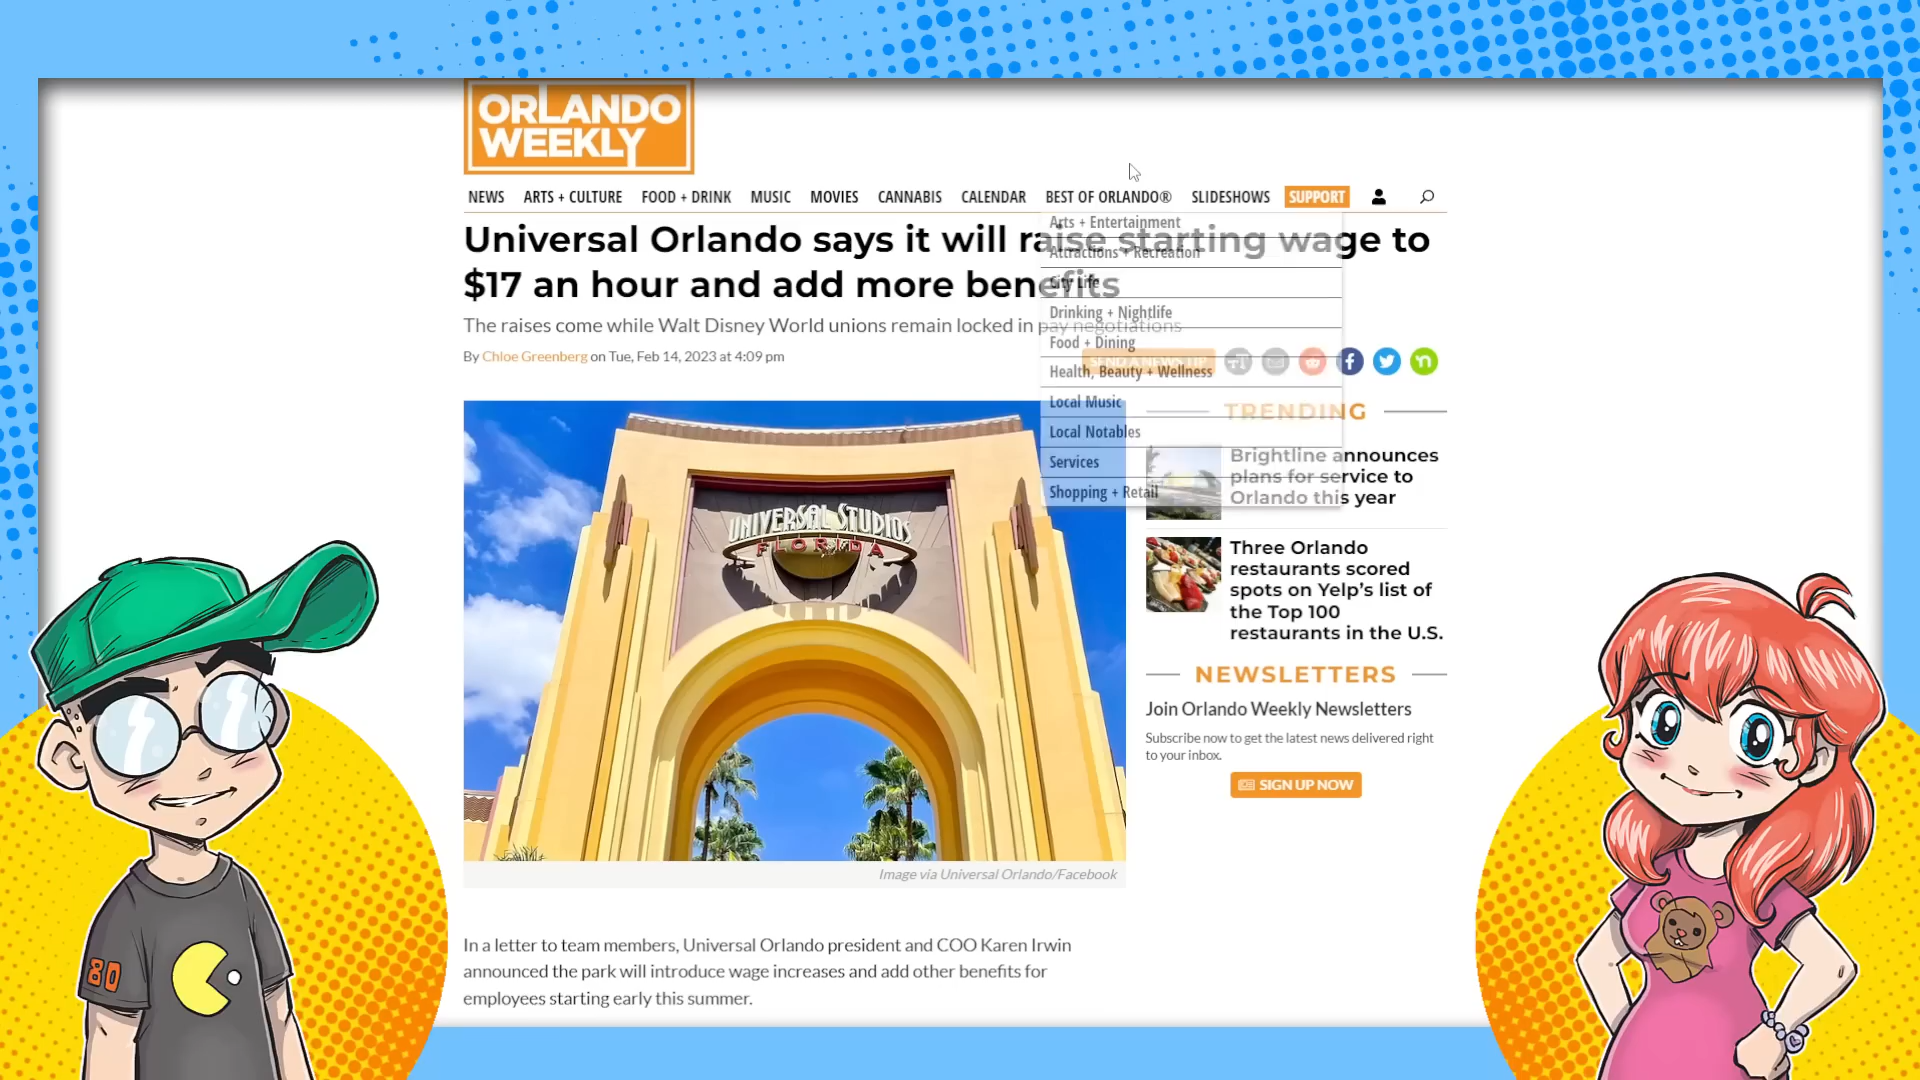 ORLANDO
WEEKLY
NEWS ARTS + CULTURE FOOD + DRINK MUSIC MOVIES CANNABIS CALENDAR BEST OF ORLANDO® SLIDESHOWS SUPPORT
Arts + Entertainment
Attractions + Recreation
City Life
Drinking + Nightlife
Food + Dining
Health, Beauty + Wellness
Local Music
Local Notables
Services
Shopping + Retail
Universal Orlando says it will raise starting wage to
$17 an hour and add more benefits
The raises come while Walt Disney World unions remain locked in pay negotiations
By Chloe Greenberg on Tue, Feb 14, 2023 at 4:09 pm
SEND A NEWS TIP
UNIVERSAL STUDIOS
FLORIDA
Image via Universal Orlando/Facebook
TRENDING
Brightline announces
plans for service to
Orlando this year
Three Orlando
restaurants scored
spots on Yelp's list of
the Top 100
restaurants in the U.S.
NEWSLETTERS
Join Orlando Weekly Newsletters
Subscribe now to get the latest news delivered right
to your inbox.
SIGN UP NOW
In a letter to team members, Universal Orlando president and COO Karen Irwin
announced the park will introduce wage increases and add other benefits for
employees starting early this summer.
80